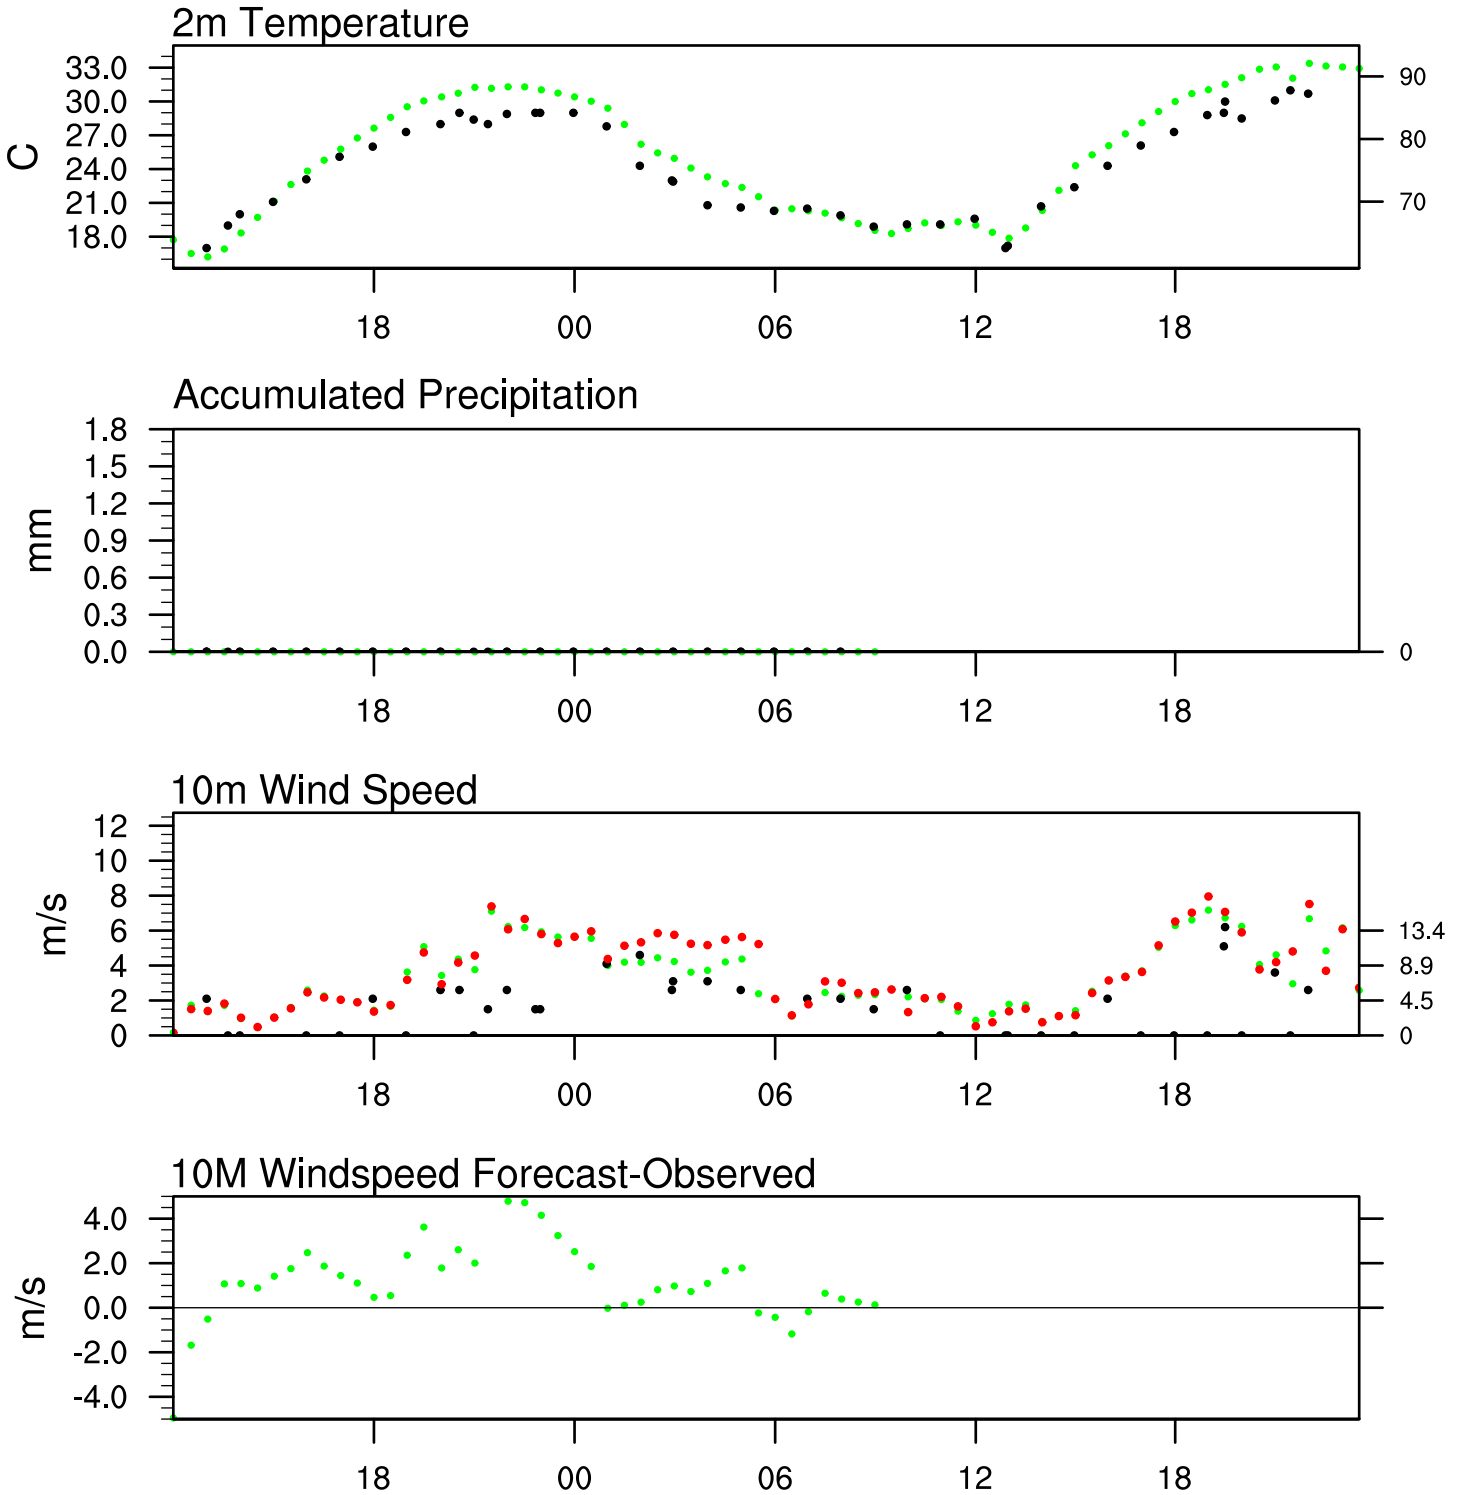 2m Temperature
C
33.0
30.0
27.0
24.0
21.0
18.0
90
80
70
18 00 06 12 18
Accumulated Precipitation
mm
1.8
1.5
1.2
0.9
0.6
0.3
0.0
0
18 00 06 12 18
10m Wind Speed
m/s
12
10
8
6
4
2
0
13.4
8.9
4.5
0
18 00 06 12 18
10M Windspeed Forecast-Observed
m/s
4.0
2.0
0.0
-2.0
-4.0
18 00 06 12 18